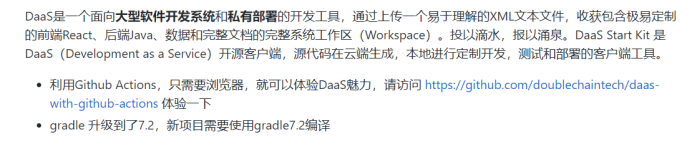 DaaS是一个面向大型软件开发系统和私有部署的开发工具，通过上传一个易于理解的XML文本文件，收获包含极易定制
的前端React、后端Java、数据和完整文档的完整系统工作区（Workspace）。投以滴水，报以涌泉。DaaS Start Kit 是
DaaS（Development as a Service）开源客户端，源代码在云端生成，本地进行定制开发，测试和部署的客户端工具。
利用Github Actions，只需要浏览器，就可以体验DaaS魅力，请访问 https://github.com/doublechaintech/daas-
with-github-actions 体验一下
gradle 升级到了7.2，新项目需要使用gradle7.2编译